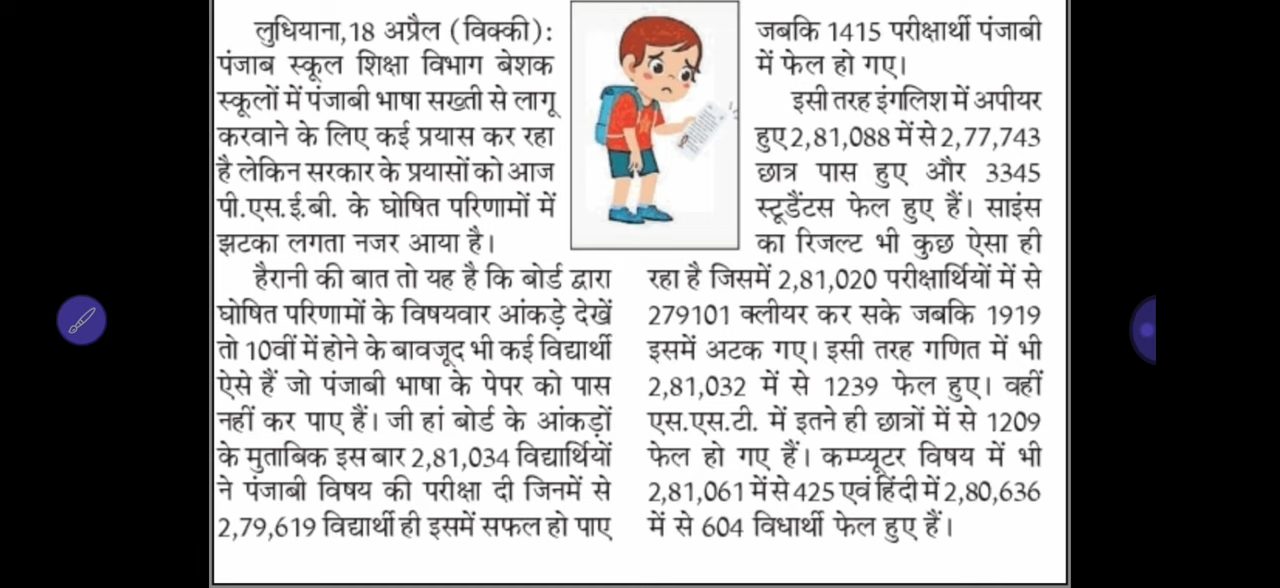 लुधियाना, 18 अप्रैल (विक्की):
पंजाब स्कूल शिक्षा विभाग बेशक
स्कूलों में पंजाबी भाषा सख्ती से लागू
करवाने के लिए कई प्रयास कर रहा
है लेकिन सरकार के प्रयासों को आज
पी.एस.ई.बी. के घोषित परिणामों में
झटका लगता नजर आया है।
हैरानी की बात तो यह है कि बोर्ड द्वारा
घोषित परिणामों के विषयवार आंकड़े देखें
तो 10वीं में होने के बावजूद भी कई विद्यार्थी
ऐसे हैं जो पंजाबी भाषा के पेपर को पास
नहीं कर पाए हैं। जी हां बोर्ड के आंकड़ों
के मुताबिक इस बार 2,81,034 विद्यार्थियों
ने पंजाबी विषय की परीक्षा दी जिनमें से
2,79,619 विद्यार्थी ही इसमें सफल हो पाए
जबकि 1415 परीक्षार्थी पंजाबी
में फेल हो गए।
इसी तरह इंगलिश में अपीयर
हुए 2,81,088 में से 2,77,743
छात्र पास हुए और 3345
स्टूडैंटस फेल हुए हैं। साइंस
का रिजल्ट भी कुछ ऐसा ही
रहा है जिसमें 2,81,020 परीक्षार्थियों में से
279101 क्लीयर कर सके जबकि 1919
इसमें अटक गए। इसी तरह गणित में भी
2,81,032 में से 1239 फेल हुए। वहीं
एस.एस.टी. में इतने ही छात्रों में से 1209
फेल हो गए हैं। कम्प्यूटर विषय में भी
2,81,061 में से 425 एवं हिंदी में 2,80,636
में से 604 विधार्थी फेल हुए हैं।